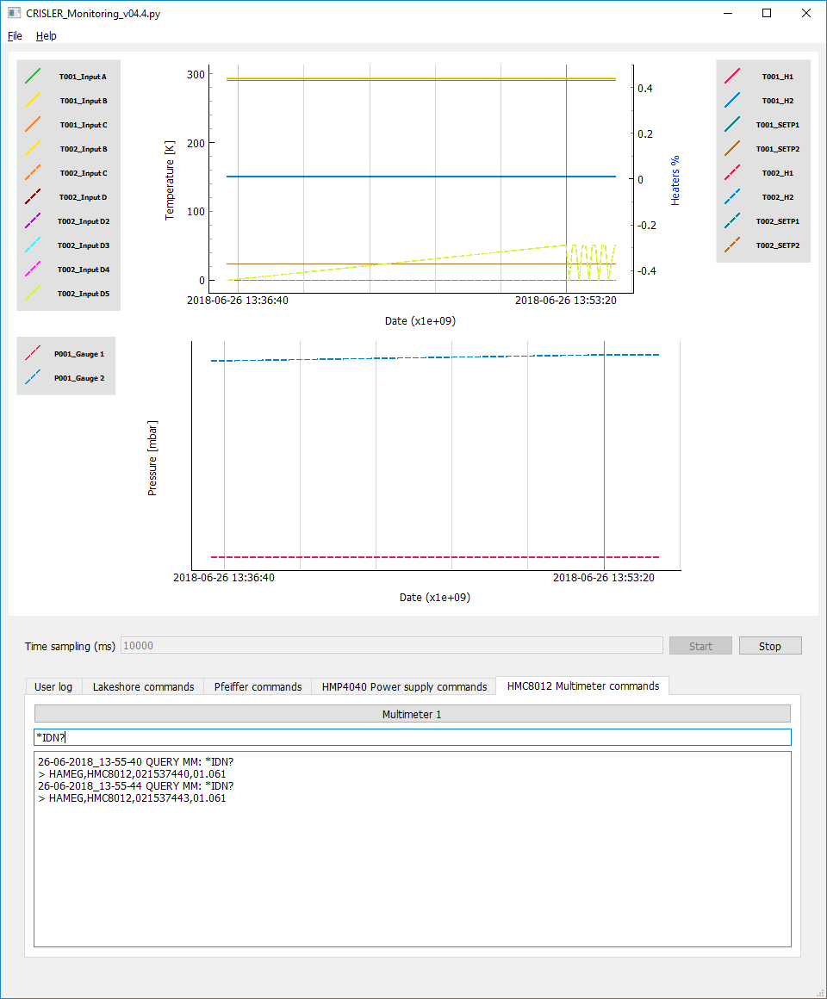 CRISLER_Monitoring_v04.4.py
File Help
T001_Input A
T001_Input B
T001_Input C
T002_Input B
T002_Input C
T002_Input D
T002_Input D2
T002_Input D3
T002_Input D4
T002_Input D5
Temperature [K]
300
200
100
0
0.4
0.2
0
-0.2
-0.4
Heaters %
2018-06-26 13:36:40 2018-06-26 13:53:20
Date (x1e+09)
T001_H1
T001_H2
T001_SETP1
T001_SETP2
T002_H1
T002_H2
T002_SETP1
T002_SETP2
P001_Gauge 1
P001_Gauge 2
Pressure [mbar]
2018-06-26 13:36:40 2018-06-26 13:53:20
Date (x1e+09)
Time sampling (ms) 10000 Start Stop
User log Lakeshore commands Pfeiffer commands HMP4040 Power supply commands HMC8012 Multimeter commands
Multimeter 1
*IDN?
26-06-2018_13-55-40 QUERY MM: *IDN?
> HAMEG,HMC8012,021537440,01.061
26-06-2018_13-55-44 QUERY MM: *IDN?
> HAMEG,HMC8012,021537443,01.061